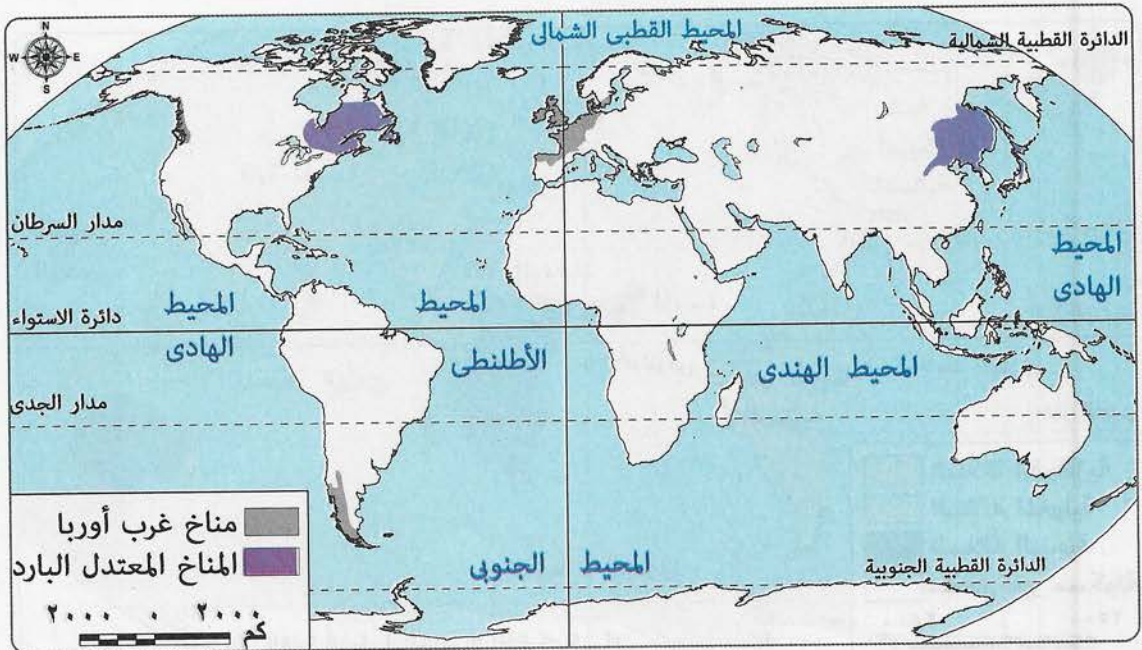 المحيط القطبى الشمالى
الدائرة القطبية الشمالية
N
W
E
S
مدار السرطان
المحيط
الهادى
المحيط
الهادى
المحيط
الأطلنطى
دائرة الاستواء
المحيط الهندى
مدار الجدى
مناخ غرب أوربا
المناخ المعتدل البارد
٢٠٠٠ ٠ ٢٠٠٠
كم
المحيط الجنوبى
الدائرة القطبية الجنوبية